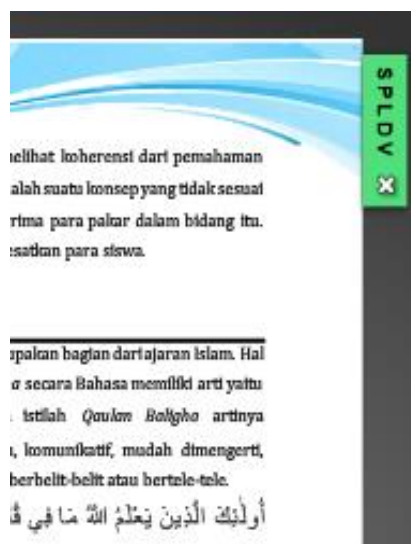 nelihat koherensi dari pemahaman
alah suatu konsep yang tidak sesuai
rima para pakar dalam bidang itu.
esatkan para siswa.
upakan bagian dari ajaran Islam. Hal
a secara Bahasa memiliki arti yaitu
istilah Qaulan Baligha artinya
, komunikatif, mudah dimengerti,
berbelit-belit atau bertele-tele.
أُولَٰئِكَ الَّذِينَ يَعْلَمُ اللَّهُ مَا فِي
SPLDV ×